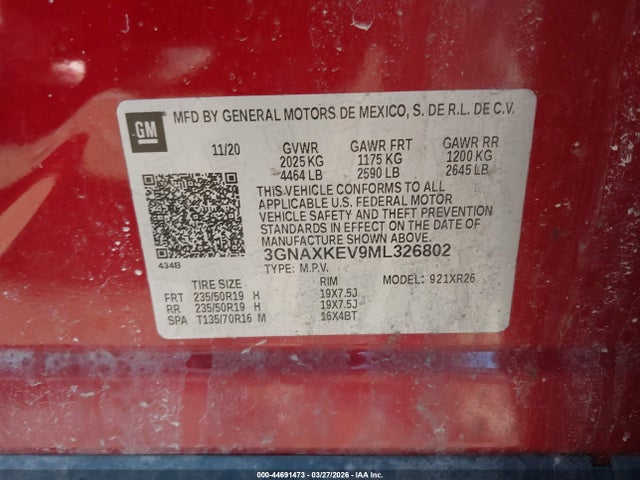 GM
MFD BY GENERAL MOTORS DE MEXICO, S. DE R.L. DE C.V.
11/20 GVWR GAWR FRT GAWR RR
2025 KG 1175 KG 1200 KG
4464 LB 2590 LB 2645 LB
THIS VEHICLE CONFORMS TO ALL
APPLICABLE U.S. FEDERAL MOTOR
VEHICLE SAFETY AND THEFT PREVENTION
STANDARDS IN EFFECT ON THE DATE OF
MANUFACTURE SHOWN ABOVE.
3GNAXKEV9ML326802
434B
TYPE: M.P.V.
TIRE SIZE RIM MODEL: 921XR26
FRT 235/50R19 H 19X7.5J
RR 235/50R19 H 19X7.5J
SPA T135/70R16 M 16X4BT
000-44691473 | 03/27/2026 | IAA Inc.